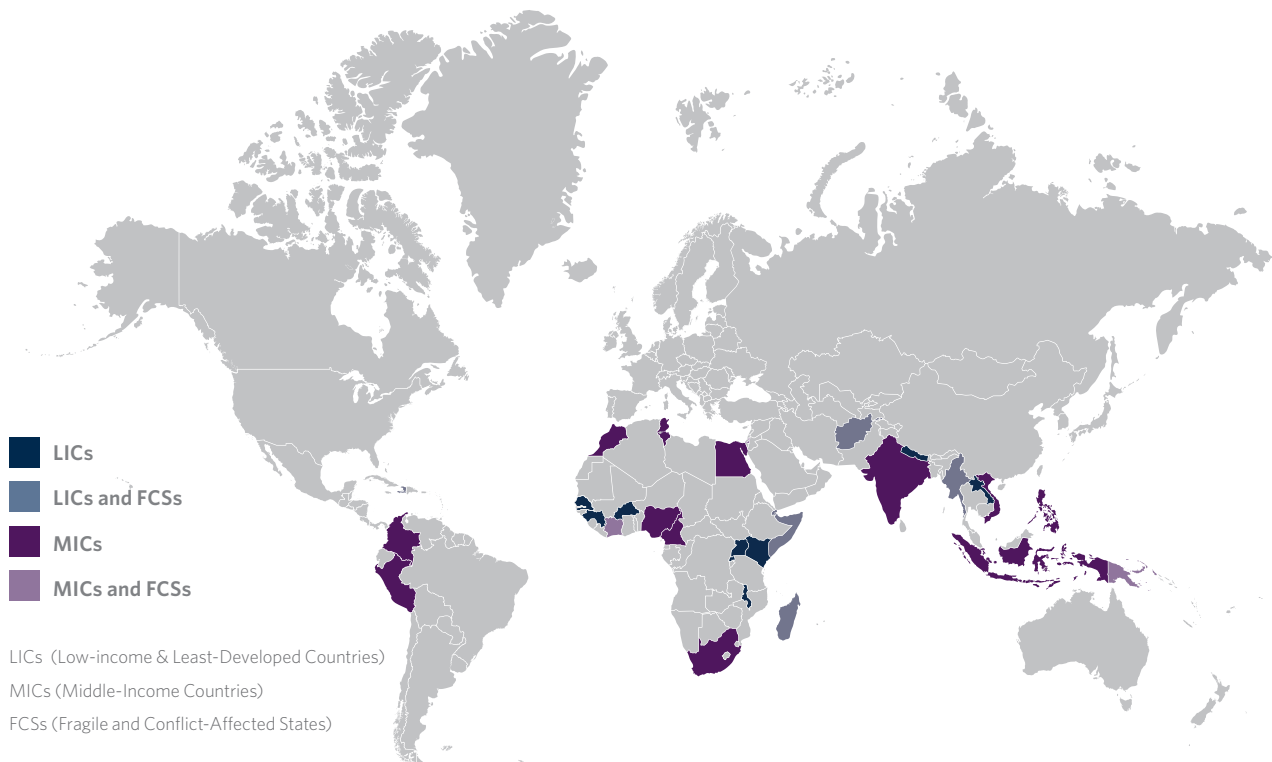 LICs
LICs and FCSs
MICs
MICs and FCSs
LICs (Low-income & Least-Developed Countries)
MICs (Middle-Income Countries)
FCSs (Fragile and Conflict-Affected States)